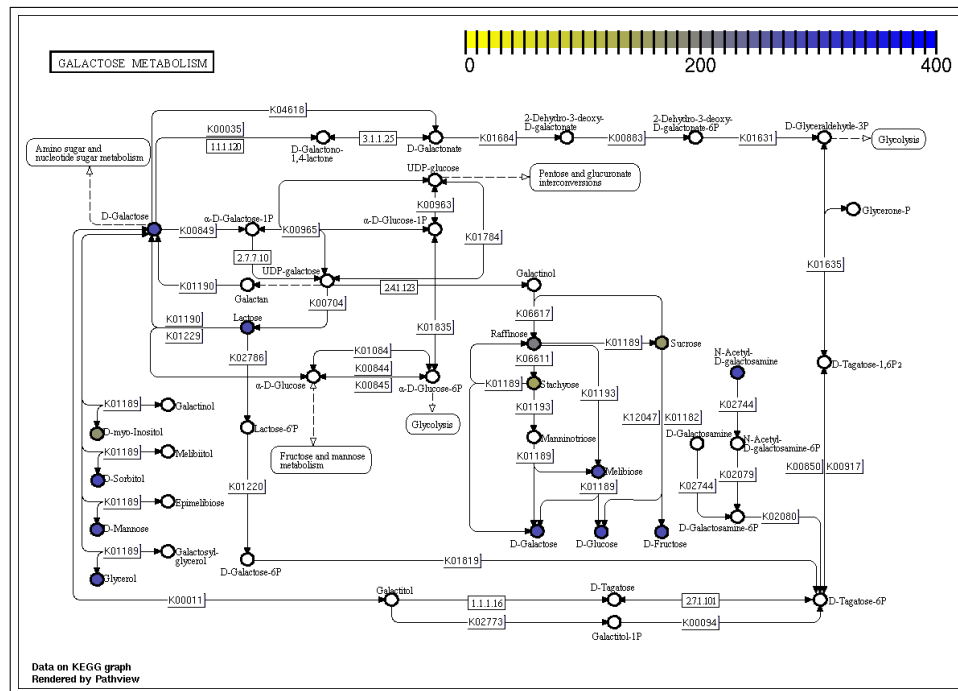 0 200 400
GALACTOSE METABOLISM
K04618
K00035
1.1.1.120
3.1.1.25
D-Galactono-
1,4-lactone
D-Galactonate
K01684
2-Dehydro-3-deoxy-
D-galactonate
K00883
2-Dehydro-3-deoxy-
D-galactonate-6P
K01631
D-Glyceraldehyde-3P
Glycolysis
Amino sugar and
nucleotide sugar metabolism
UDP-glucose
Pentose and glucuronate
interconversions
D-Galactose
K00849
α-D-Galactose-1P
K00965
α-D-Glucose-1P
K00963
K01784
Glycerone-P
2.7.7.10
UDP-galactose
K01190
Galactan
2.4.1.123
Galactinol
K01635
K00704
K01190
K01229
Lactose
K02786
K01835
K06617
Raffinose
K01189
Sucrose
K01084
K00844
K00845
α-D-Glucose
α-D-Glucose-6P
K06611
K01189
Stachyose
K01193
K01193
N-Acetyl-D-
galactosamine
D-Tagatose-1,6P2
K02744
K01189
Galactinol
D-myo-Inositol
K01189
Melibiitol
D-Sorbitol
K01189
Epimelibiose
D-Mannose
K01189
Galactosyl-
glycerol
Glycerol
Lactose-6'P
Glycolysis
Fructose and mannose
metabolism
K12047
K01182
Manninotriose
K01189
Melibiose
K01189
D-Galactosamine
N-Acetyl-
D-galactosamine-6P
K02744
K02079
K00850
K00917
K01220
D-Galactosamine-6P
K02080
D-Galactose
D-Glucose
D-Fructose
D-Galactose-6P
K01819
K00011
Galactitol
1.1.1.16
D-Tagatose
2.7.1.101
D-Tagatose-6P
K02773
Galactitol-1P
K00094
Data on KEGG graph
Rendered by Pathview